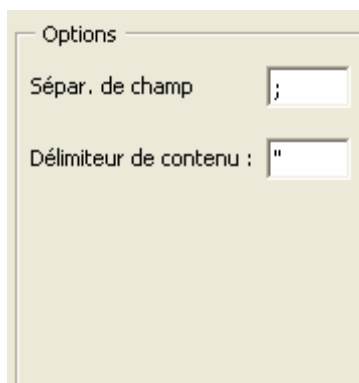 Options
Sépar. de champ ;
Délimiteur de contenu : "